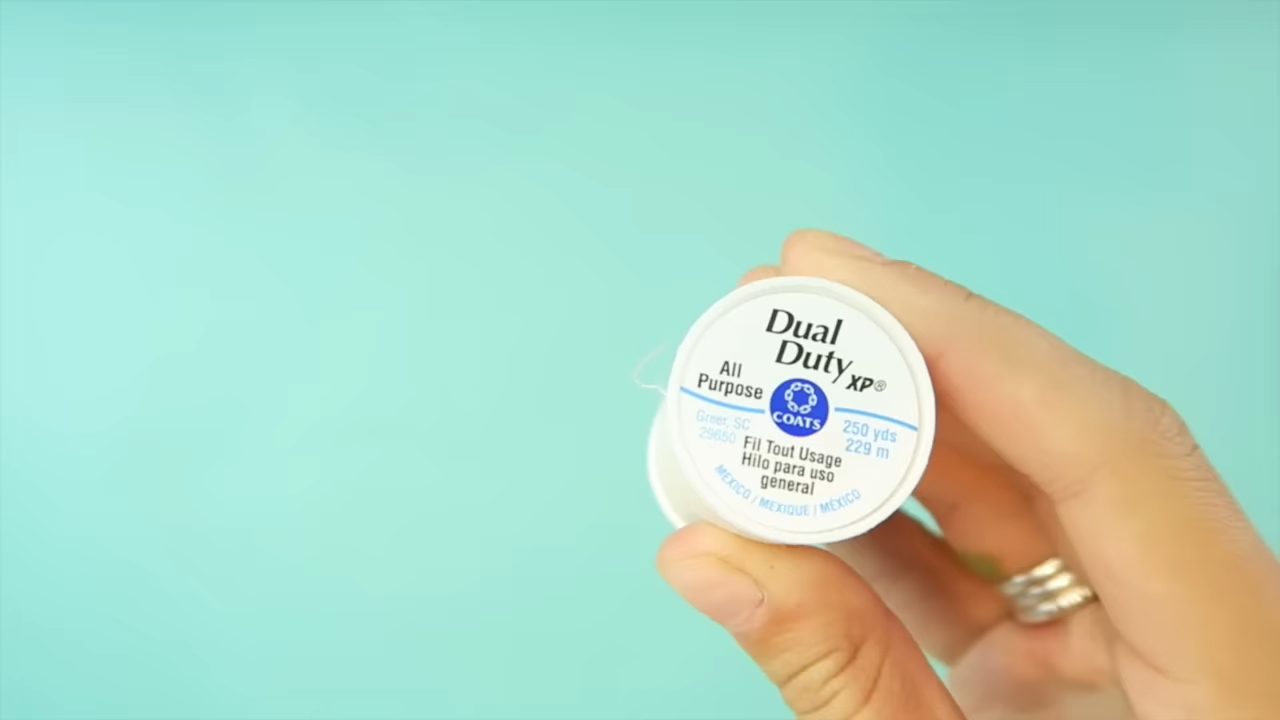 Dual
Duty XP®
All
Purpose
COATS
Greer, SC
29650
250 yds
229 m
Fil Tout Usage
Hilo para uso
general
MEXICO / MEXIQUE / MÉXICO